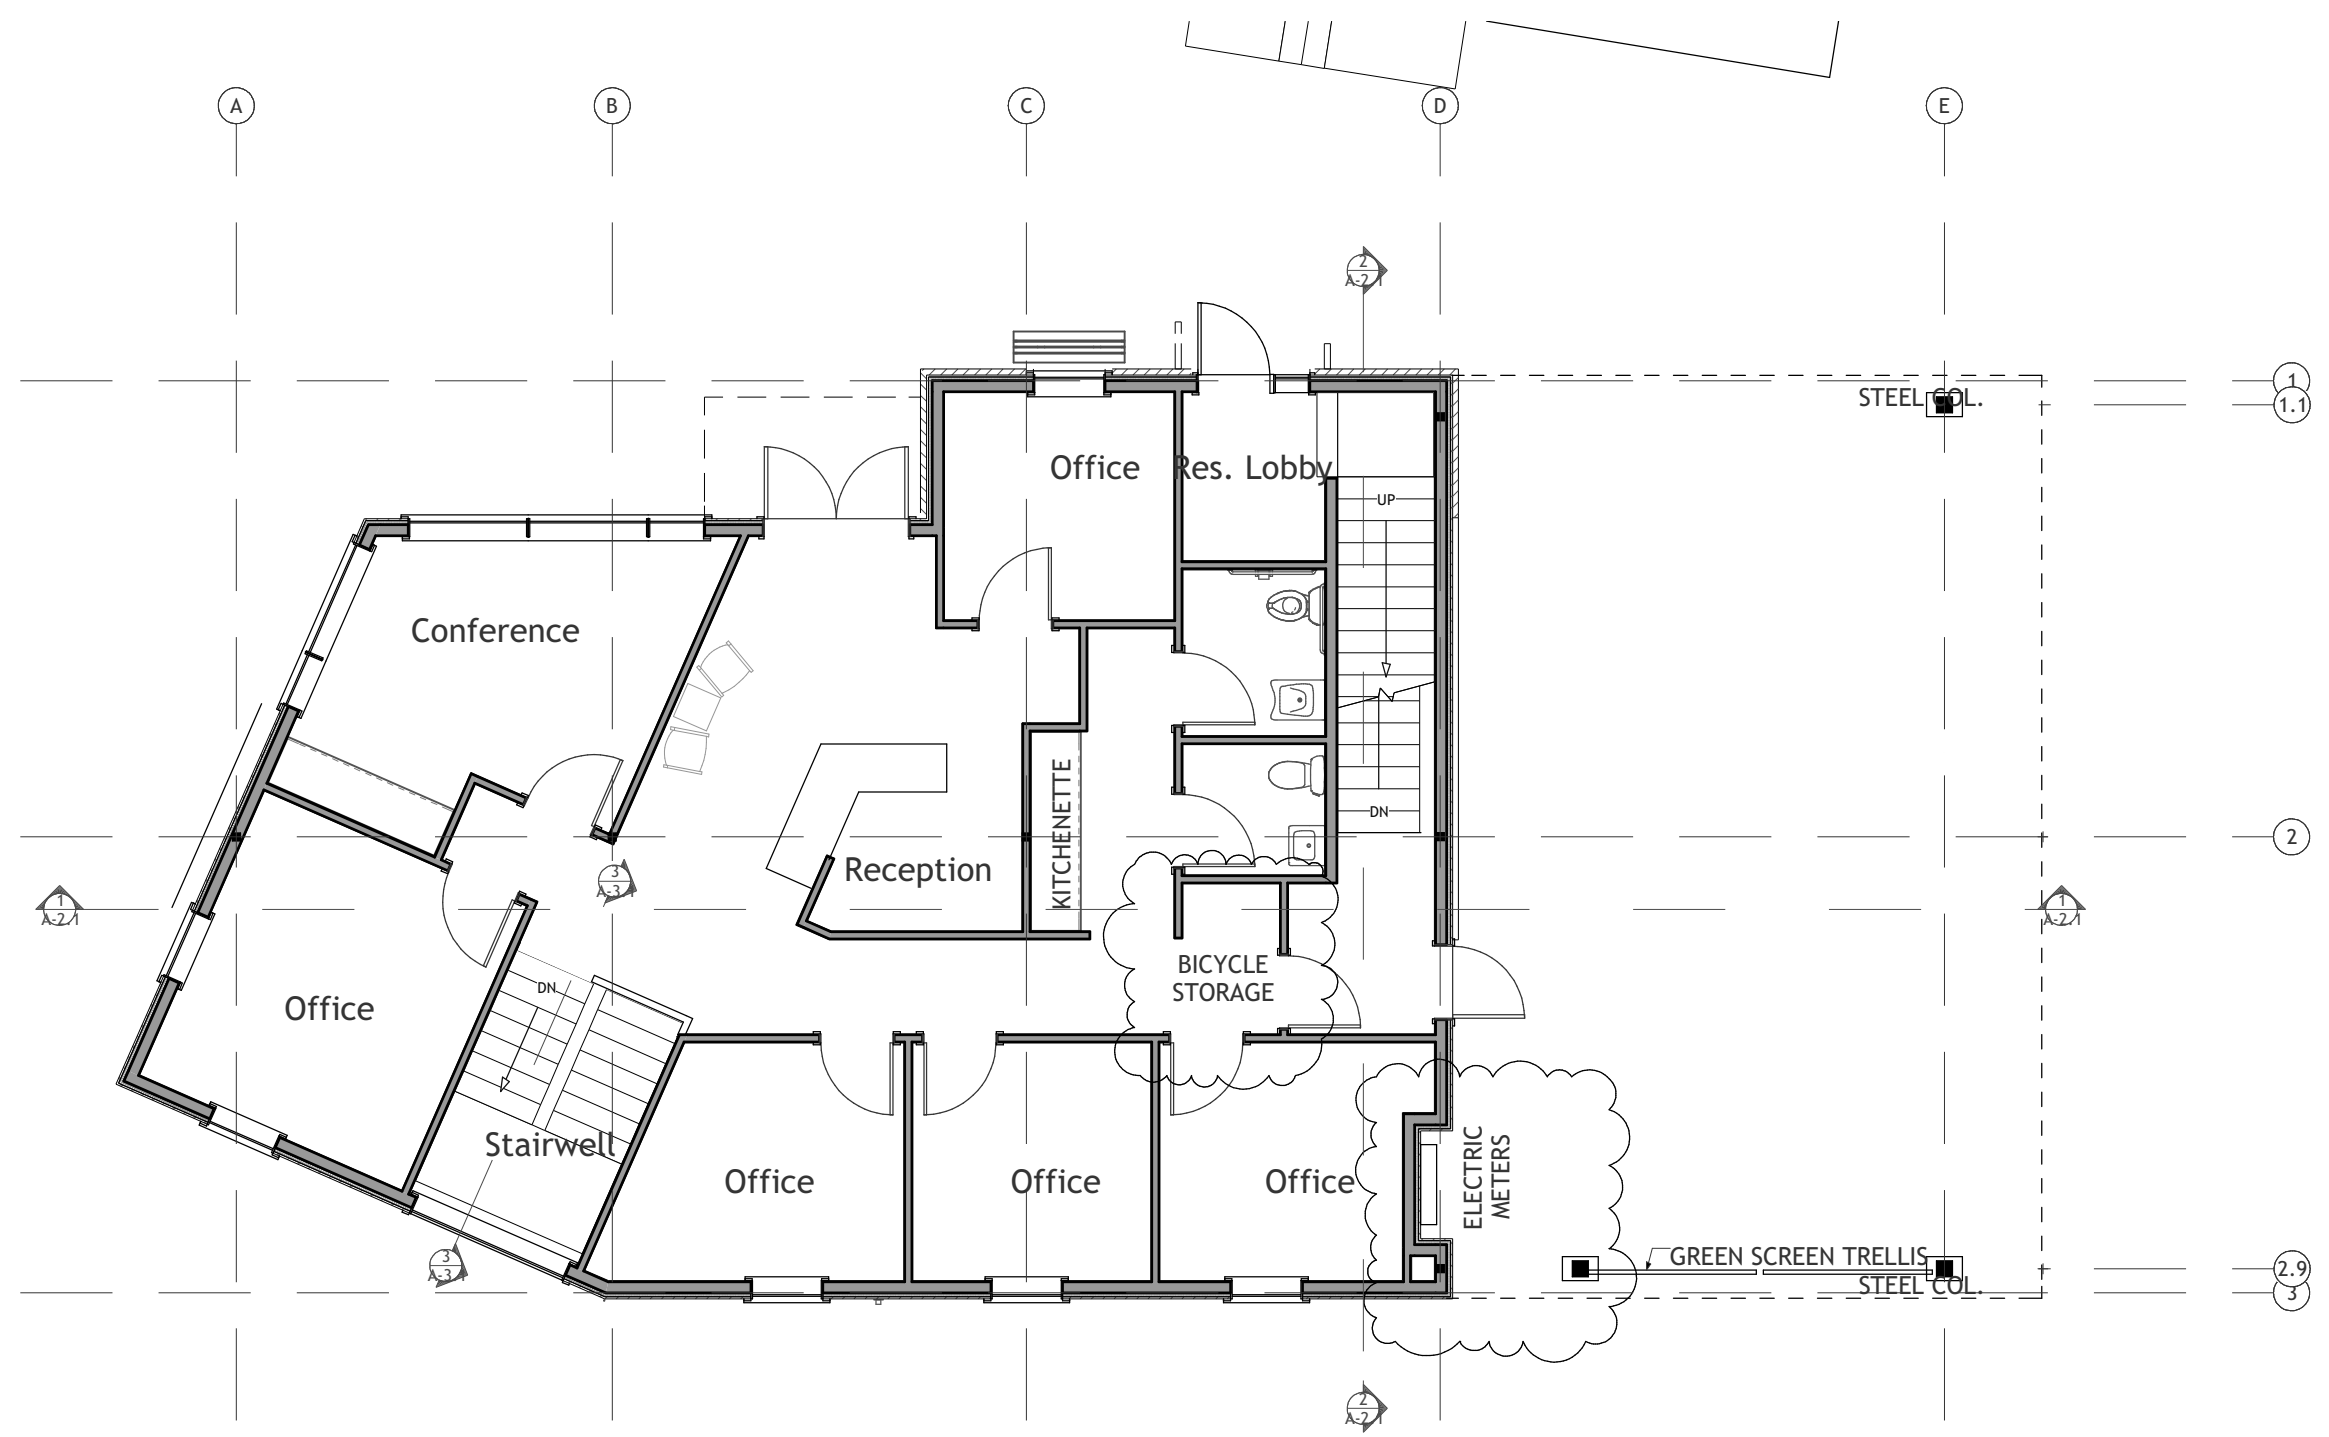 A
B
C
D
E
2
A-2.1
1
STEEL COL.
1.1
Office
Res. Lobby
UP
Conference
KITCHENETTE
DN
2
Reception
3
A-3.1
1
A-2.1
1
A-2.1
BICYCLE
STORAGE
DN
Office
Stairwell
Office
Office
Office
ELECTRIC
METERS
GREEN SCREEN TRELLIS
STEEL COL.
3
A-3.1
2.9
3
2
A-2.1